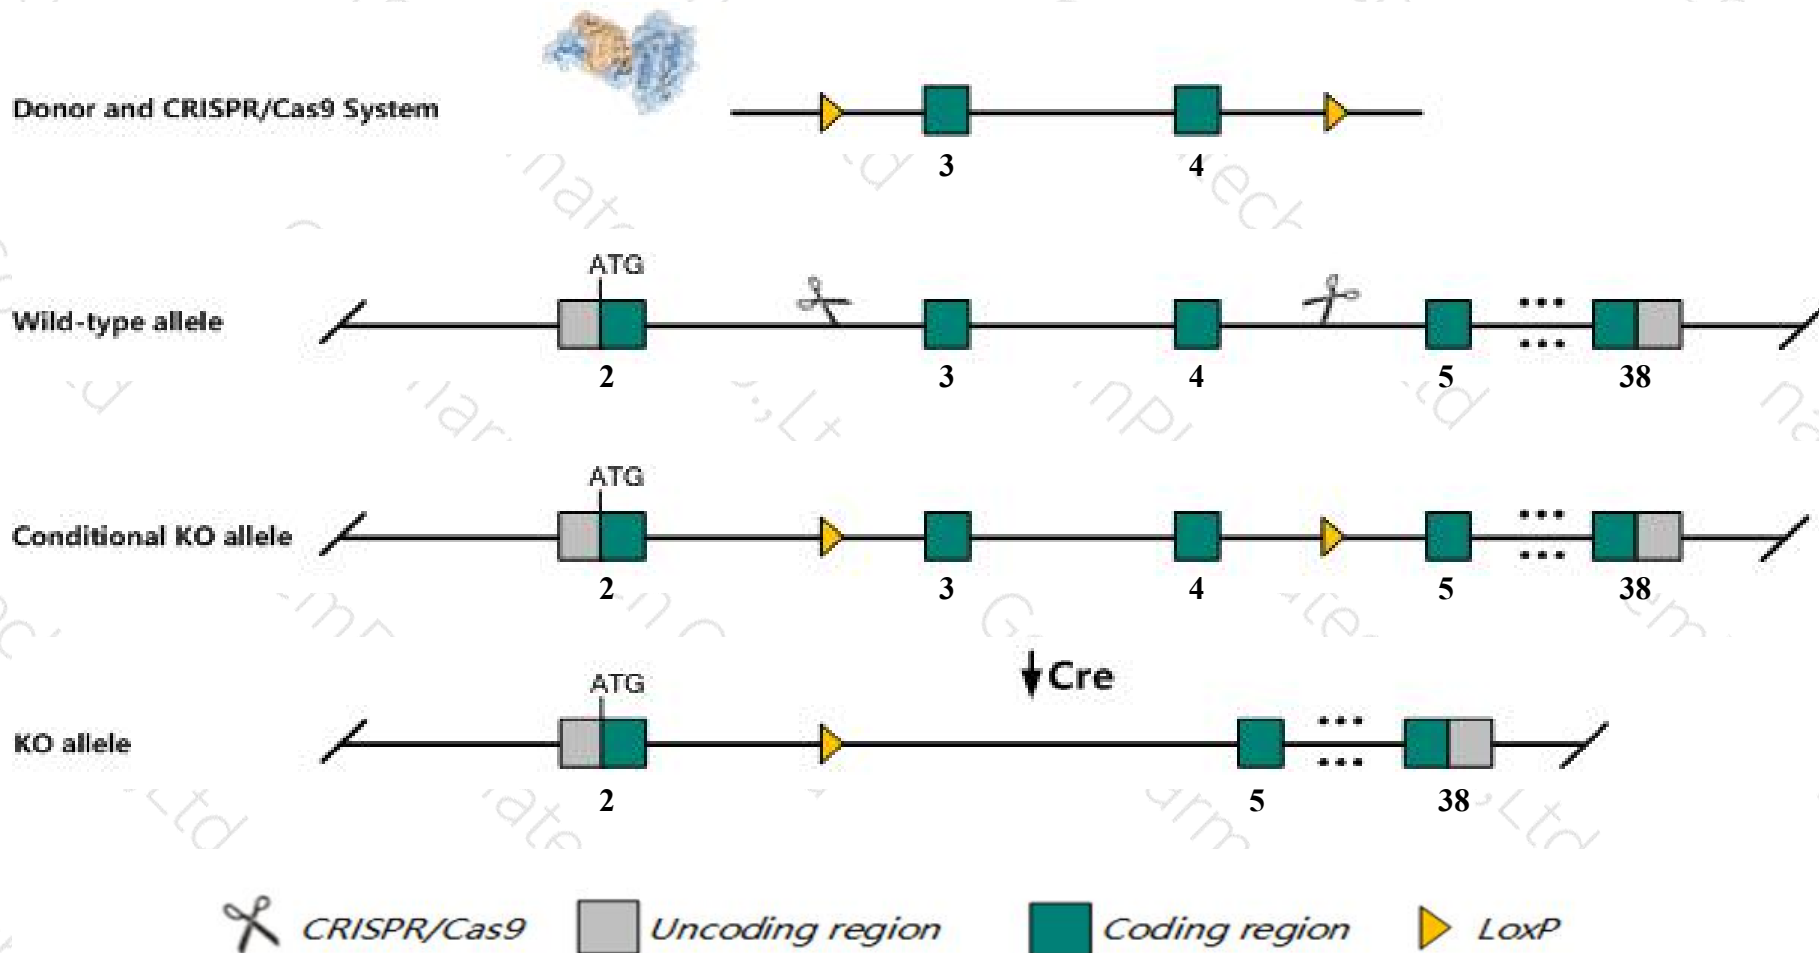 Donor and CRISPR/Cas9 System
3 4
ATG
Wild-type allele
2 3 4 5 38
ATG
Conditional KO allele
2 3 4 5 38
Cre
ATG
KO allele
2 5 38
CRISPR/Cas9 Uncoding region Coding region LoxP